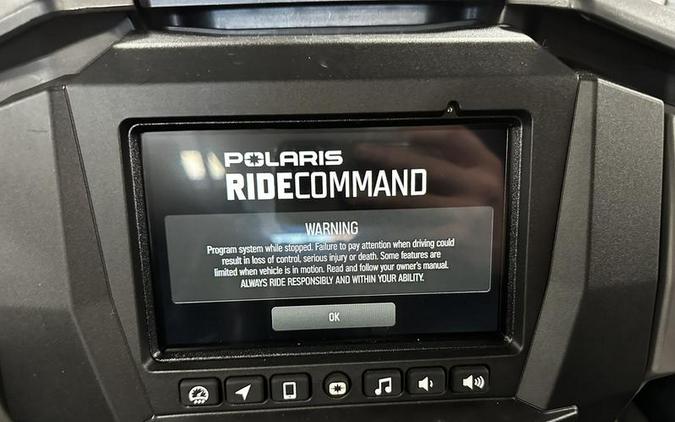 POLARIS
RIDECOMMAND
WARNING
Program system while stopped. Failure to pay attention when driving could
result in loss of control, serious injury or death. Some features are
limited when vehicle is in motion. Read and follow your owner's manual.
ALWAYS RIDE RESPONSIBLY AND WITHIN YOUR ABILITY.
OK